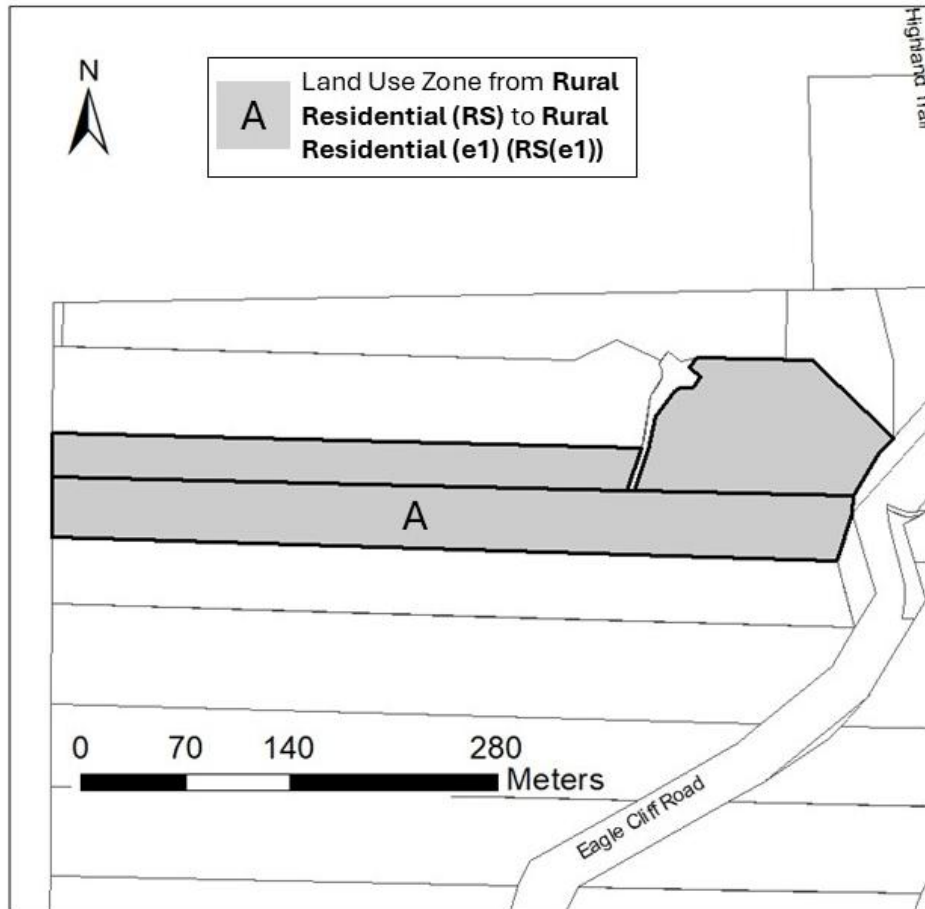 Highland Trail
N
A
Land Use Zone from Rural
Residential (RS) to Rural
Residential (e1) (RS(e1))
A
0 70 140 280
Meters
Eagle Cliff Road